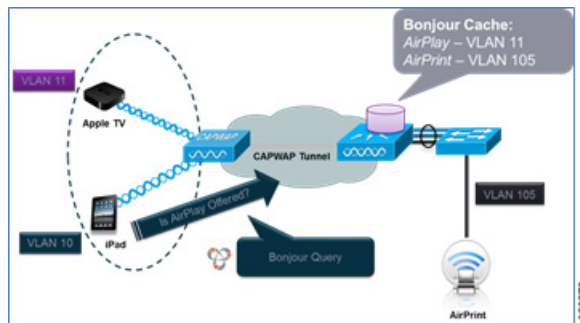 Bonjour Cache:
AirPlay – VLAN 11
AirPrint – VLAN 105
VLAN 11
Apple TV
CAPWAP
CAPWAP Tunnel
VLAN 105
Is AirPlay Offered?
VLAN 10
iPad
Bonjour Query
AirPrint